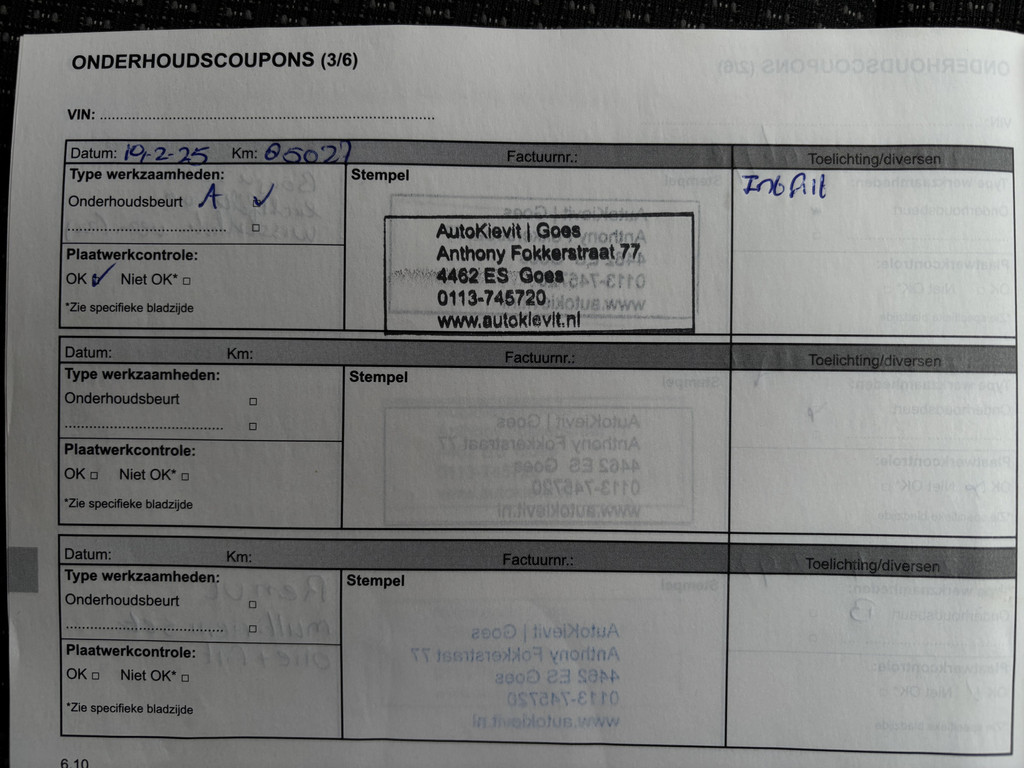 ONDERHOUDSCOUPONS (3/6)
VIN: ....................................................................................
Datum: 19-2-25 Km: 85027 Factuurnr.: Toelichting/diversen
Type werkzaamheden: Stempel
Onderhoudsbeurt A ✓ Int filt
.......................................... □
Plaatwerkcontrole:
OK ✓ Niet OK* □
*Zie specifieke bladzijde
AutoKievit | Goes
Anthony Fokkerstraat 77
4462 ES Goes
0113-745720
www.autokievit.nl
Datum: Km: Factuurnr.: Toelichting/diversen
Type werkzaamheden: Stempel
Onderhoudsbeurt □
.......................................... □
Plaatwerkcontrole:
OK □ Niet OK* □
*Zie specifieke bladzijde
Datum: Km: Factuurnr.: Toelichting/diversen
Type werkzaamheden: Stempel
Onderhoudsbeurt □
.......................................... □
Plaatwerkcontrole:
OK □ Niet OK* □
*Zie specifieke bladzijde
6.10